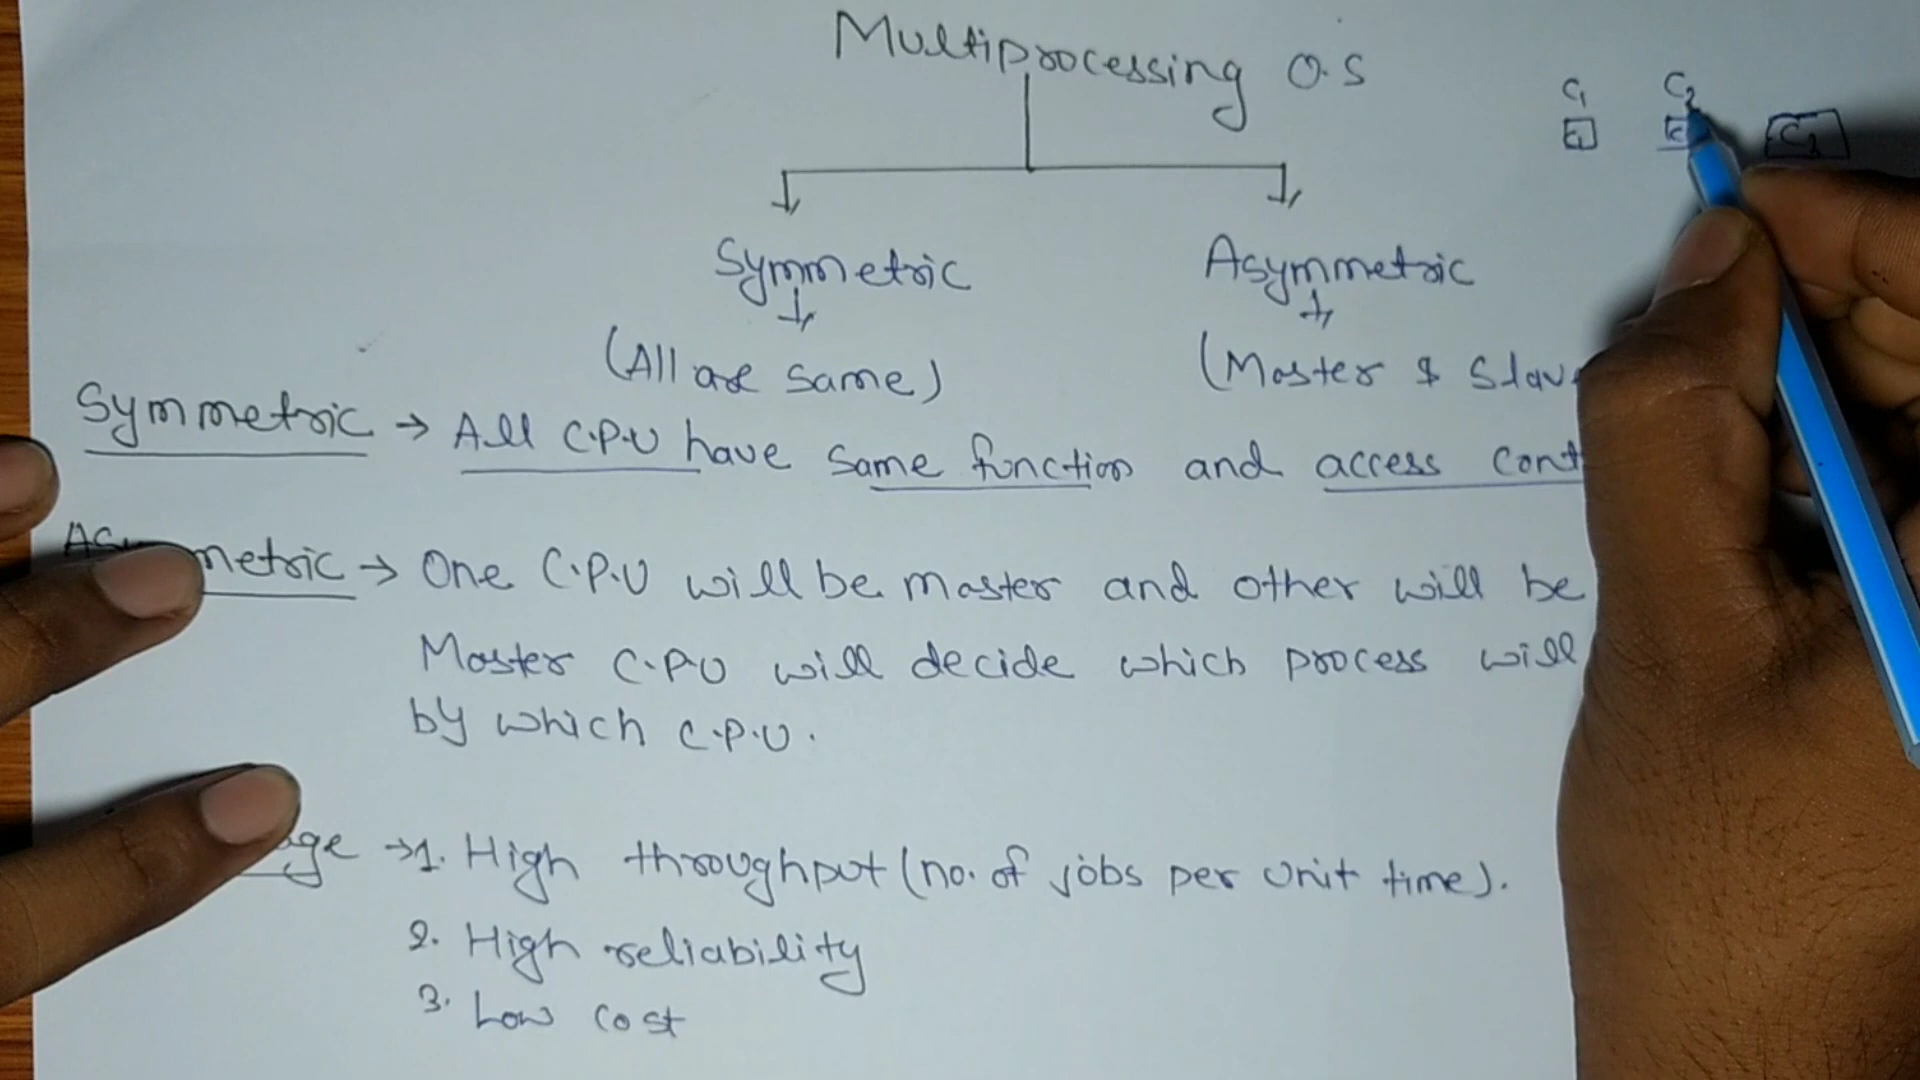 Multiprocessing O.S
C1 C2
Symmetric Asymmetric
(All are same) (Master & Slav
Symmetric → All C.P.U have same function and access cont
metric → One C.P.U will be master and other will be
Master C.P.U will decide which process will
by which C.P.U.
age → 1. High throughput (no. of jobs per unit time).
2. High reliability
3. Low cost